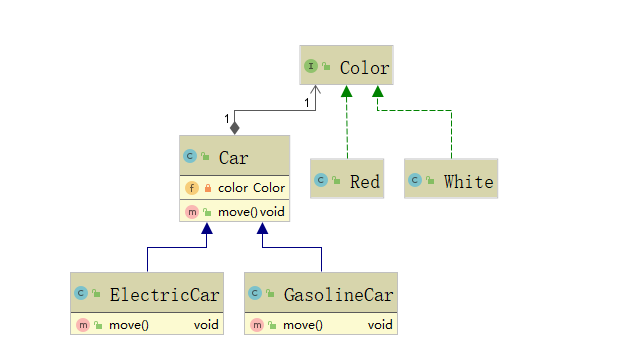 I Color
1
1
C Car
f color Color
m move() void
C Red
C White
C ElectricCar
m move() void
C GasolineCar
m move() void